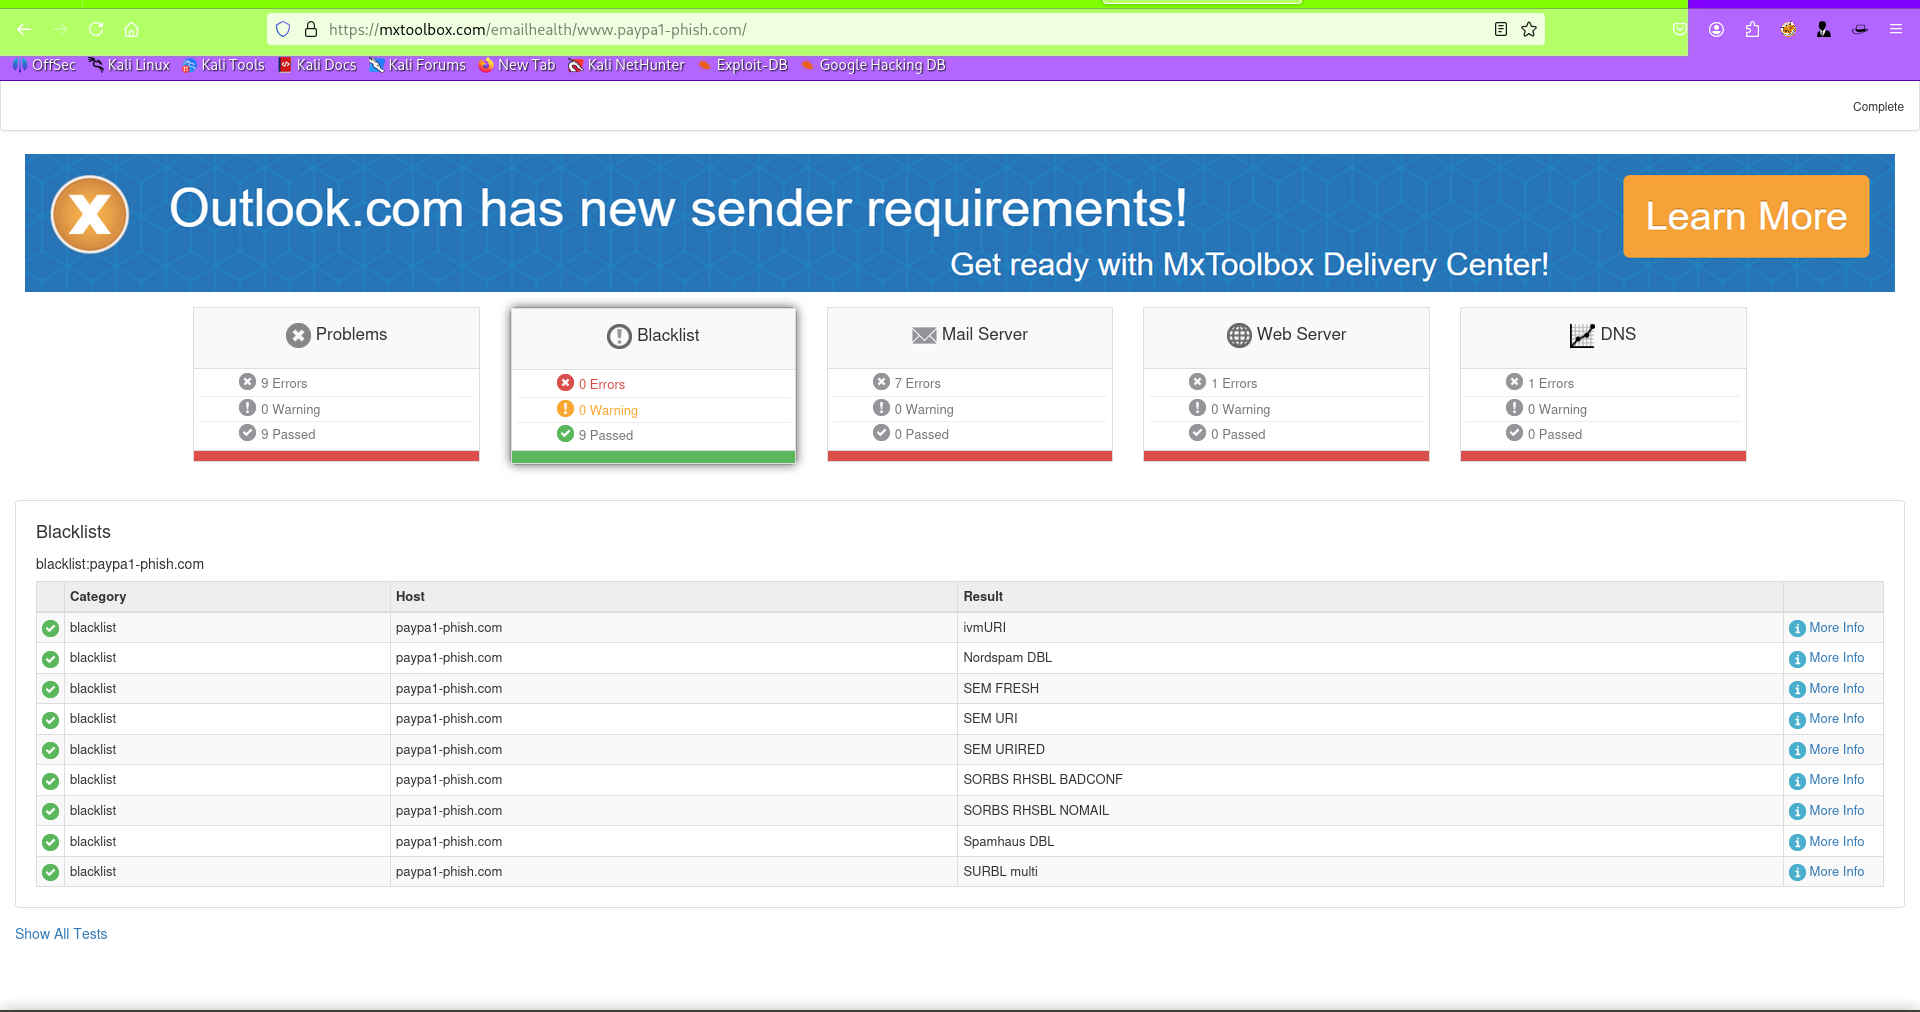 https://mxtoolbox.com/emailhealth/www.paypa1-phish.com/
OffSec Kali Linux Kali Tools Kali Docs Kali Forums New Tab Kali NetHunter Exploit-DB Google Hacking DB
Complete
Outlook.com has new sender requirements!
Learn More
Get ready with MxToolbox Delivery Center!
Problems Blacklist Mail Server Web Server DNS
9 Errors 0 Errors 7 Errors 1 Errors 1 Errors
0 Warning 0 Warning 0 Warning 0 Warning 0 Warning
9 Passed 9 Passed 0 Passed 0 Passed 0 Passed
Blacklists
blacklist:paypa1-phish.com
Category Host Result
blacklist paypa1-phish.com ivmURI More Info
blacklist paypa1-phish.com Nordspam DBL More Info
blacklist paypa1-phish.com SEM FRESH More Info
blacklist paypa1-phish.com SEM URI More Info
blacklist paypa1-phish.com SEM URIRED More Info
blacklist paypa1-phish.com SORBS RHSBL BADCONF More Info
blacklist paypa1-phish.com SORBS RHSBL NOMAIL More Info
blacklist paypa1-phish.com Spamhaus DBL More Info
blacklist paypa1-phish.com SURBL multi More Info
Show All Tests